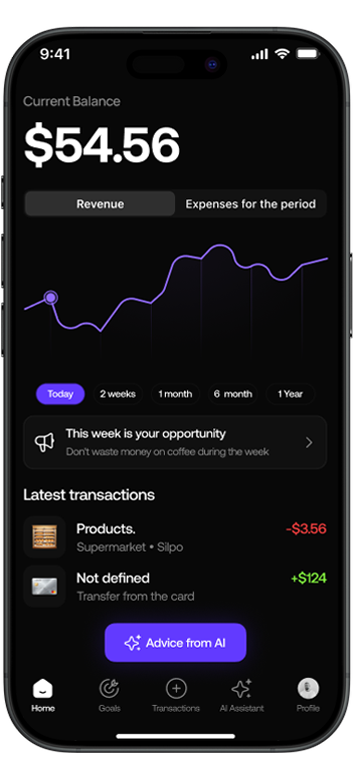 9:41
Current Balance
$54.56
Revenue
Expenses for the period
Today
2 weeks
1 month
6 month
1 Year
This week is your opportunity
Don't waste money on coffee during the week
Latest transactions
Products.
-$3.56
Supermarket • Silpo
Not defined
+$124
Transfer from the card
Advice from AI
Home
Goals
Transactions
AI Assistant
Profile